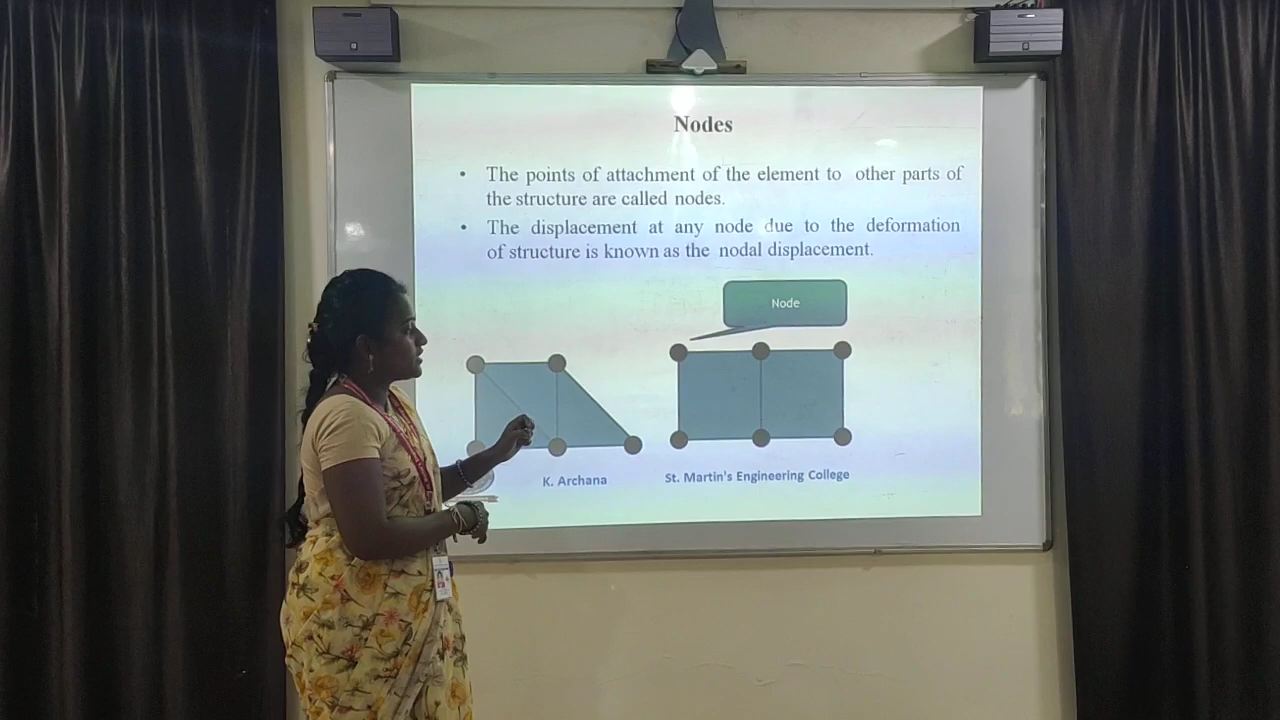 Nodes
• The points of attachment of the element to other parts of
the structure are called nodes.
• The displacement at any node due to the deformation
of structure is known as the nodal displacement.
Node
K. Archana
St. Martin's Engineering College